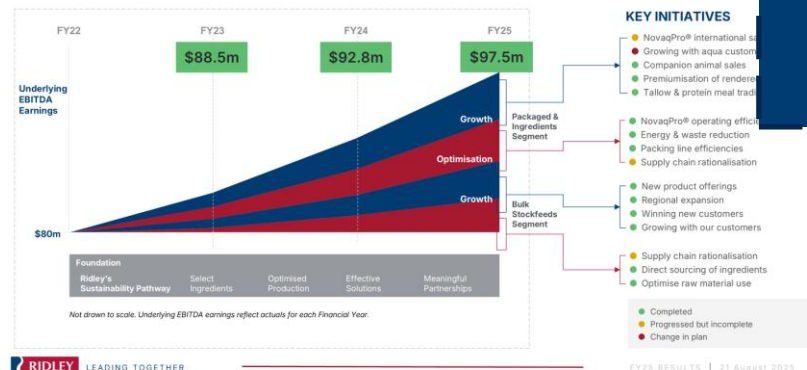 KEY INITIATIVES
FY22
FY23
FY24
FY25
$88.5m
$92.8m
$97.5m
Underlying
EBITDA
Earnings
$80m
Growth
Optimisation
Growth
Packaged &
Ingredients
Segment
Bulk
Stockfeeds
Segment
NovaqPro® international
Growing with aqua
Companion animal sales
Premiumisation of
Tallow & protein meal
NovaqPro® operating
Energy & waste reduction
Packing line efficiencies
Supply chain rationalisation
New product offerings
Regional expansion
Winning new customers
Growing with our customers
Supply chain rationalisation
Direct sourcing of ingredients
Optimise raw material use
Foundation
Ridley's
Sustainability Pathway
Select
Ingredients
Optimised
Production
Effective
Solutions
Meaningful
Partnerships
Not drawn to scale. Underlying EBITDA earnings reflect actuals for each Financial Year.
Completed
Progressed but incomplete
Change in plan
RIDLEY LEADING TOGETHER
FY25 RESULTS | 21 August 2025